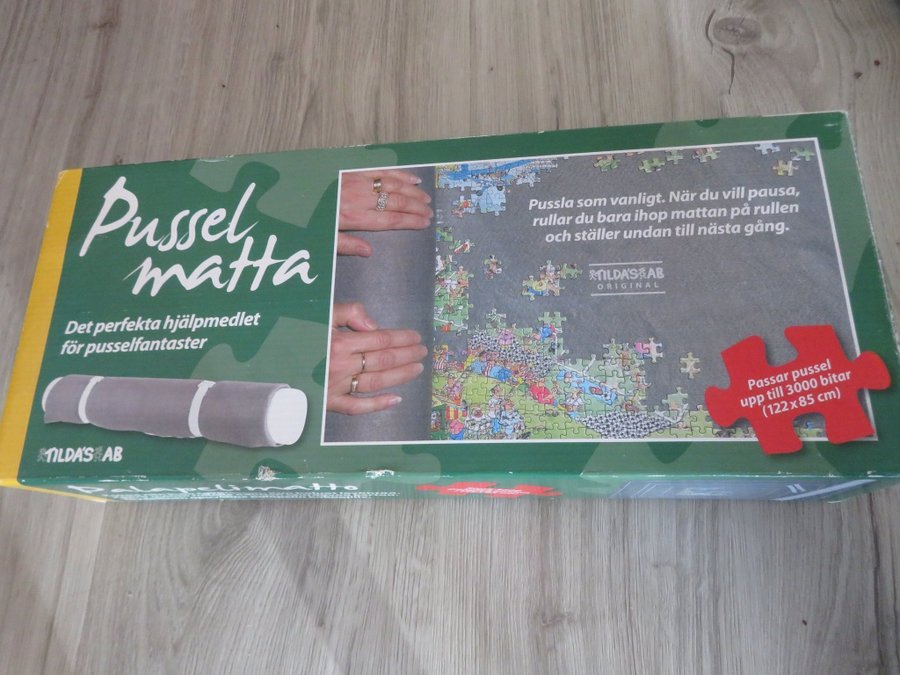 Pussel
matta
Det perfekta hjälpmedlet
för pusselfantaster
TILDA'S AB
Pussla som vanligt. När du vill pausa,
rullar du bara ihop mattan på rullen
och ställer undan till nästa gång.
TILDA'S AB
ORIGINAL
Passar pussel
upp till 3000 bitar
(122 x 85 cm)